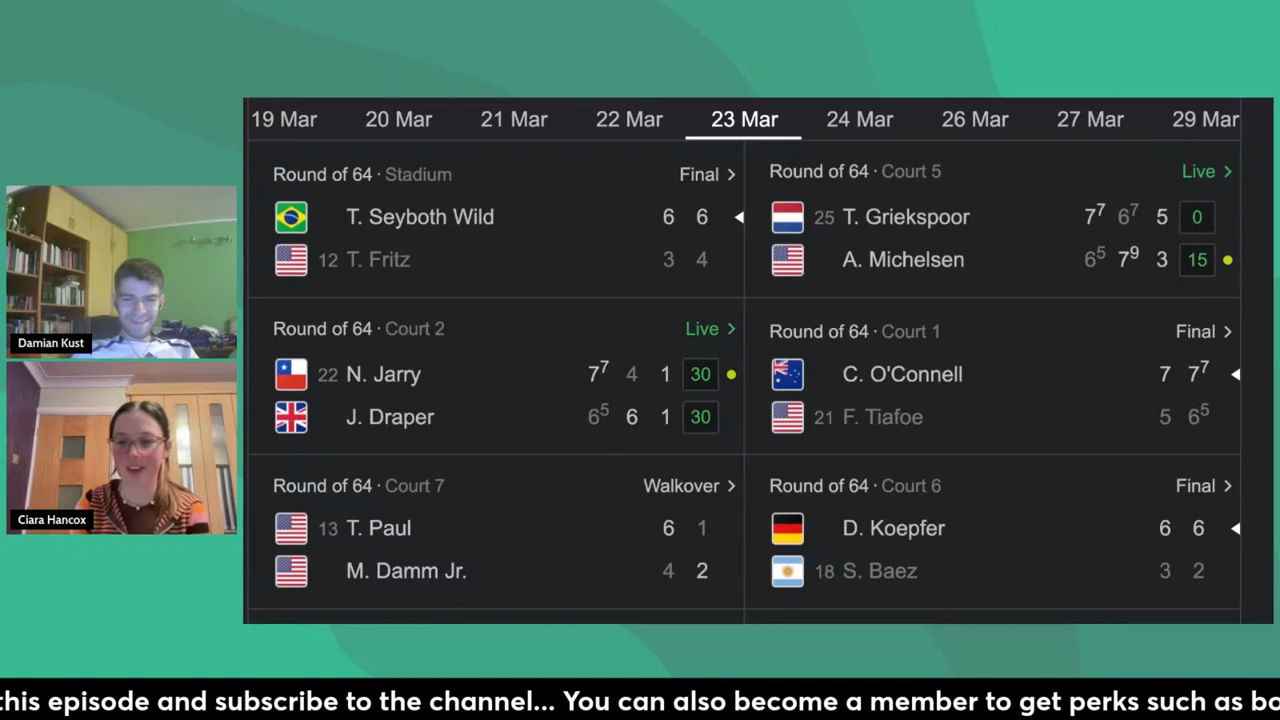 19 Mar 20 Mar 21 Mar 22 Mar 23 Mar 24 Mar 26 Mar 27 Mar 29 Mar
Round of 64 · Stadium Final
T. Seyboth Wild 6 6
12 T. Fritz 3 4
Round of 64 · Court 5 Live
25 T. Griekspoor 7⁷ 6⁷ 5 0
A. Michelsen 6⁵ 7⁹ 3 15
Round of 64 · Court 2 Live
22 N. Jarry 7⁷ 4 1 30
J. Draper 6⁵ 6 1 30
Round of 64 · Court 1 Final
C. O'Connell 7 7⁷
21 F. Tiafoe 5 6⁵
Round of 64 · Court 7 Walkover
13 T. Paul 6 1
M. Damm Jr. 4 2
Round of 64 · Court 6 Final
D. Koepfer 6 6
18 S. Baez 3 2
Damian Kust
Ciara Hancox
this episode and subscribe to the channel... You can also become a member to get perks such as bo